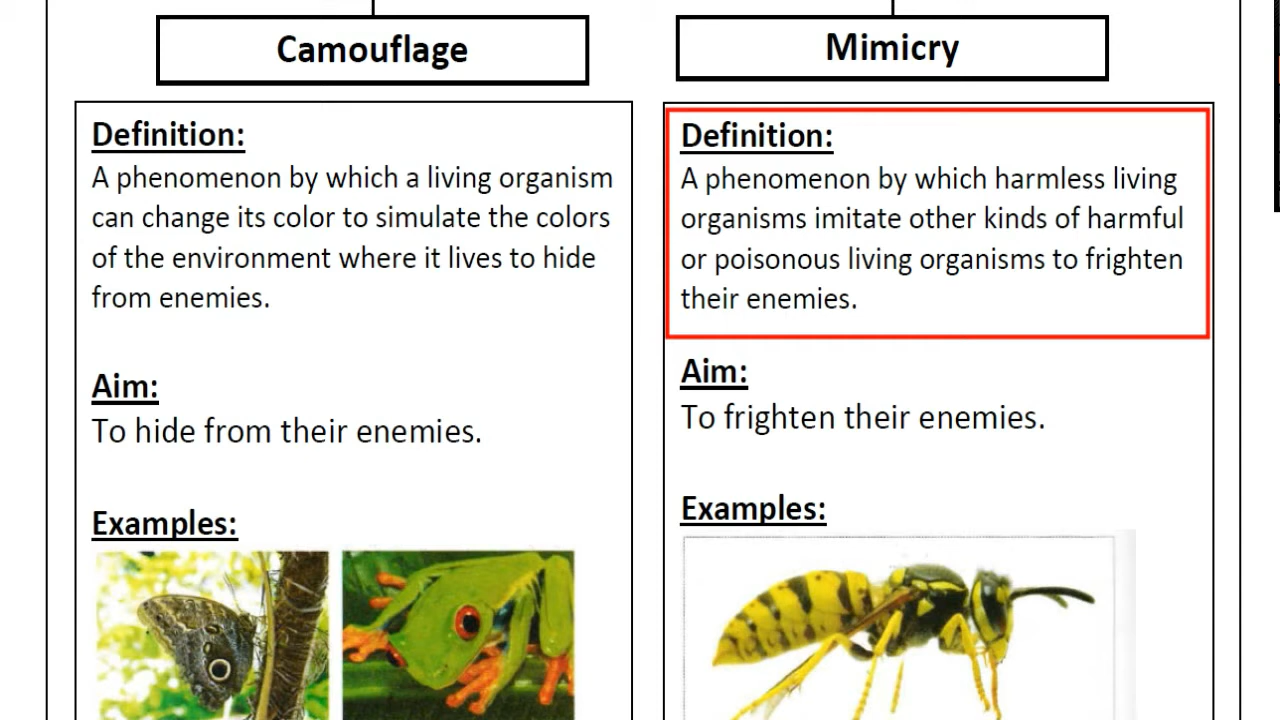 Camouflage
Mimicry
Definition:
A phenomenon by which a living organism
can change its color to simulate the colors
of the environment where it lives to hide
from enemies.
Aim:
To hide from their enemies.
Examples:
Definition:
A phenomenon by which harmless living
organisms imitate other kinds of harmful
or poisonous living organisms to frighten
their enemies.
Aim:
To frighten their enemies.
Examples: